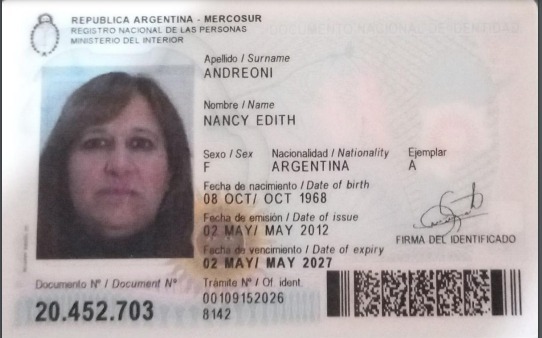 REPUBLICA ARGENTINA - MERCOSUR
REGISTRO NACIONAL DE LAS PERSONAS
MINISTERIO DEL INTERIOR
Apellido / Surname
ANDREONI
Nombre / Name
NANCY EDITH
Sexo / Sex Nacionalidad / Nationality Ejemplar
F ARGENTINA A
Fecha de nacimiento / Date of birth
08 OCT/ OCT 1968
Fecha de emisión / Date of issue
02 MAY/ MAY 2012
Fecha de vencimiento / Date of expiry
02 MAY/ MAY 2027
FIRMA DEL IDENTIFICADO
Documento Nº / Document Nº
20.452.703
Trámite Nº / Of. ident.
00109152026
8142